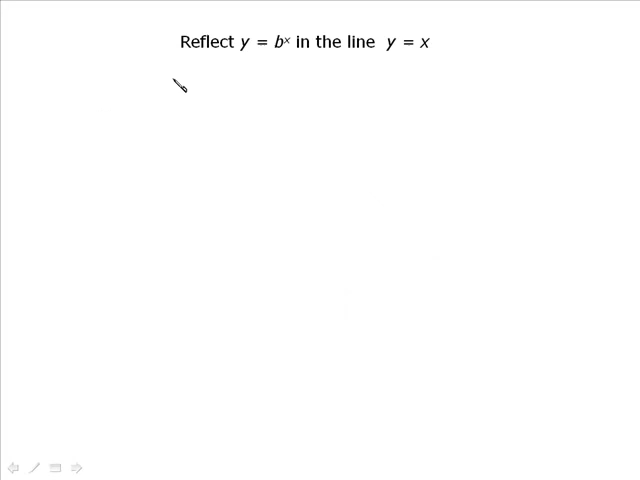 Reflect y = bˣ in the line y = x